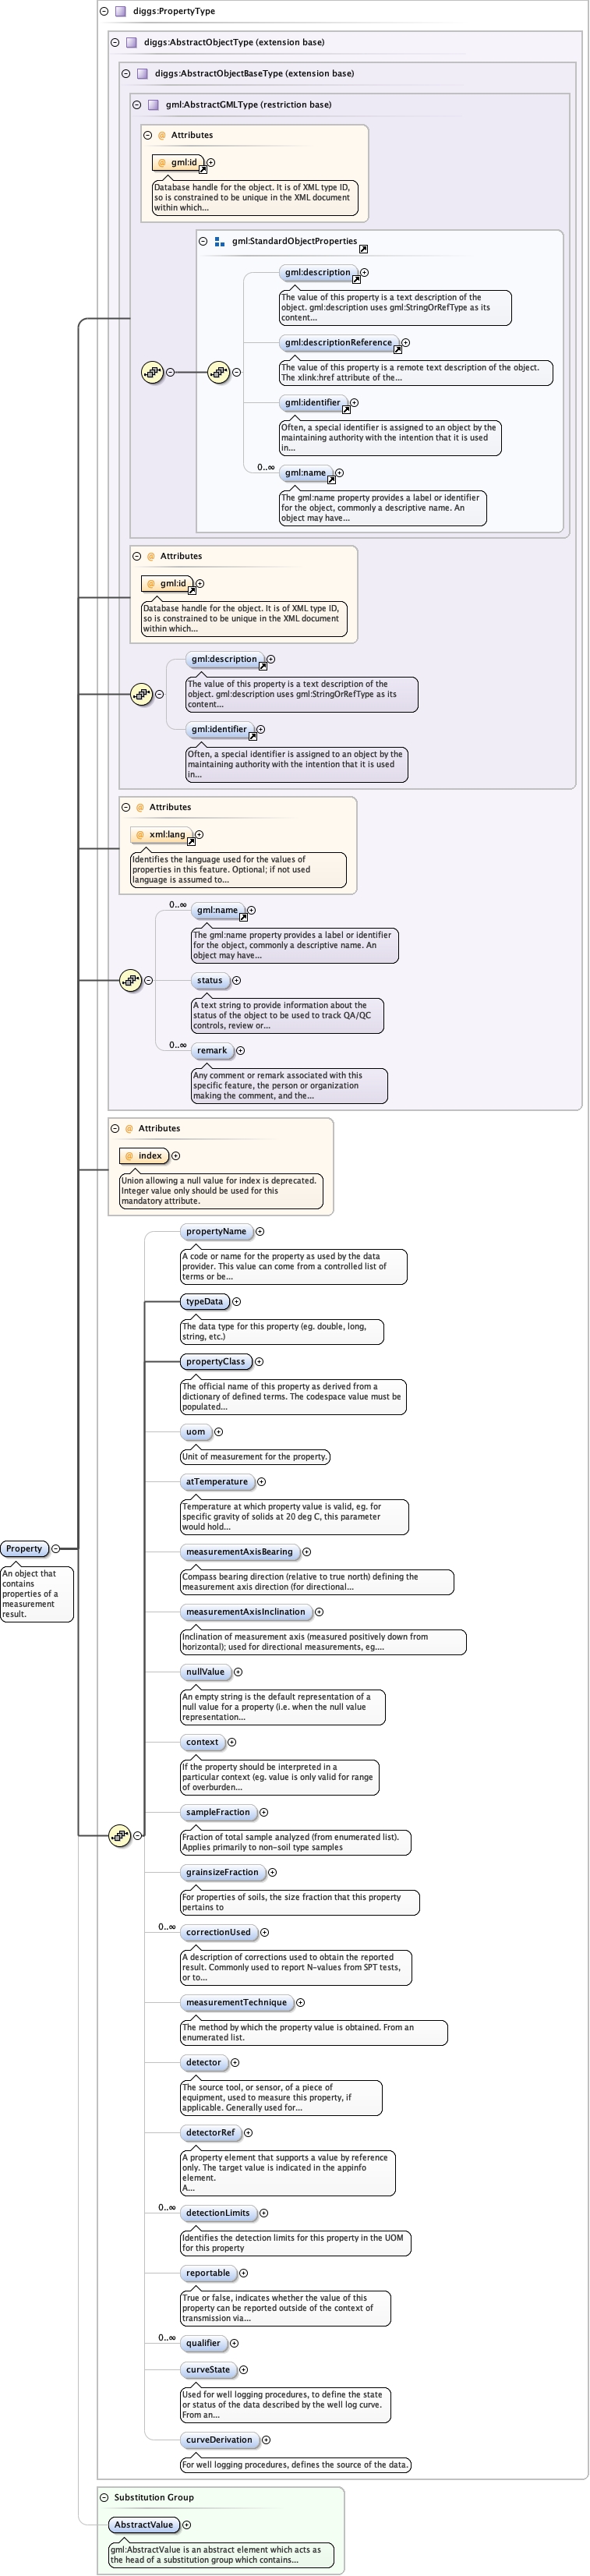 diggs:PropertyType
diggs:AbstractObjectType (extension base)
diggs:AbstractObjectBaseType (extension base)
gml:AbstractGMLType (restriction base)
@ Attributes
@ gml:id
Database handle for the object. It is of XML type ID,
so is constrained to be unique in the XML document
within which...
gml:StandardObjectProperties
gml:description
The value of this property is a text description of the
object. gml:description uses gml:StringOrRefType as its
content...
gml:descriptionReference
The value of this property is a remote text description of the object.
The xlink:href attribute of the...
gml:identifier
Often, a special identifier is assigned to an object by the
maintaining authority with the intention that it is used
in...
0..∞
gml:name
The gml:name property provides a label or identifier
for the object, commonly a descriptive name. An
object may have...
@ Attributes
@ gml:id
Database handle for the object. It is of XML type ID,
so is constrained to be unique in the XML document
within which...
gml:description
The value of this property is a text description of the
object. gml:description uses gml:StringOrRefType as its
content...
gml:identifier
Often, a special identifier is assigned to an object by the
maintaining authority with the intention that it is used
in...
@ Attributes
@ xml:lang
Identifies the language used for the values of
properties in this feature. Optional; if not used
language is assumed to...
0..∞
gml:name
The gml:name property provides a label or identifier
for the object, commonly a descriptive name. An
object may have...
status
A text string to provide information about the
status of the object to be used to track QA/QC
controls, review or...
0..∞
remark
Any comment or remark associated with this
specific feature, the person or organization
making the comment, and the...
@ Attributes
@ index
Union allowing a null value for index is deprecated.
Integer value only should be used for this
mandatory attribute.
propertyName
A code or name for the property as used by the data
provider. This value can come from a controlled list of
terms or be...
typeData
The data type for this property (eg. double, long,
string, etc.)
propertyClass
The official name of this property as derived from a
dictionary of defined terms. The codespace value must be
populated...
uom
Unit of measurement for the property.
atTemperature
Temperature at which property value is valid, eg. for
specific gravity of solids at 20 deg C, this parameter
would hold...
Property
An object that
contains
properties of a
measurement
result.
measurementAxisBearing
Compass bearing direction (relative to true north) defining the
measurement axis direction (for directional...
measurementAxisInclination
Inclination of measurement axis (measured positively down from
horizontal); used for directional measurements, eg....
nullValue
An empty string is the default representation of a
null value for a property (i.e. when the null value
representation...
context
If the property should be interpreted in a
particular context (eg. value is only valid for range
of overburden...
sampleFraction
Fraction of total sample analyzed (from enumerated list).
Applies primarily to non-soil type samples
grainsizeFraction
For properties of soils, the size fraction that this property
pertains to
0..∞
correctionUsed
A description of corrections used to obtain the reported
result. Commonly used to report N-values from SPT tests,
or to...
measurementTechnique
The method by which the property value is obtained. From an
enumerated list.
detector
The source tool, or sensor, of a piece of
equipment, used to measure this property, if
applicable. Generally used for...
detectorRef
A property element that supports a value by reference
only. The target value is indicated in the appinfo
element.
A...
0..∞
detectionLimits
Identifies the detection limits for this property in the UOM
for this property
reportable
True or false, indicates whether the value of this
property can be reported outside of the context of
transmission via...
0..∞
qualifier
curveState
Used for well logging procedures, to define the state
or status of the data described by the well log curve.
From an...
curveDerivation
For well logging procedures, defines the source of the data.
Substitution Group
AbstractValue
gml:AbstractValue is an abstract element which acts as
the head of a substitution group which contains...